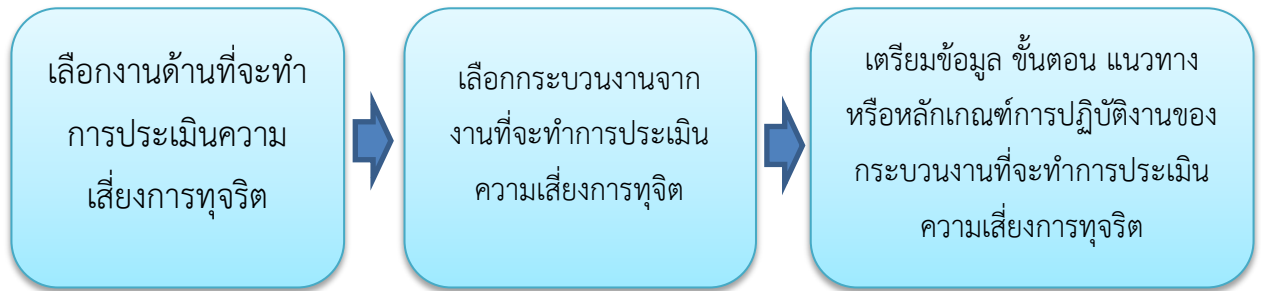 เลือกงานด้านที่จะทำ
การประเมินความ
เสี่ยงการทุจริต
เลือกกระบวนงานจาก
งานที่จะทำการประเมิน
ความเสี่ยงการทุจิต
เตรียมข้อมูล ขั้นตอน แนวทาง
หรือหลักเกณฑ์การปฏิบัติงานของ
กระบวนงานที่จะทำการประเมิน
ความเสี่ยงการทุจริต